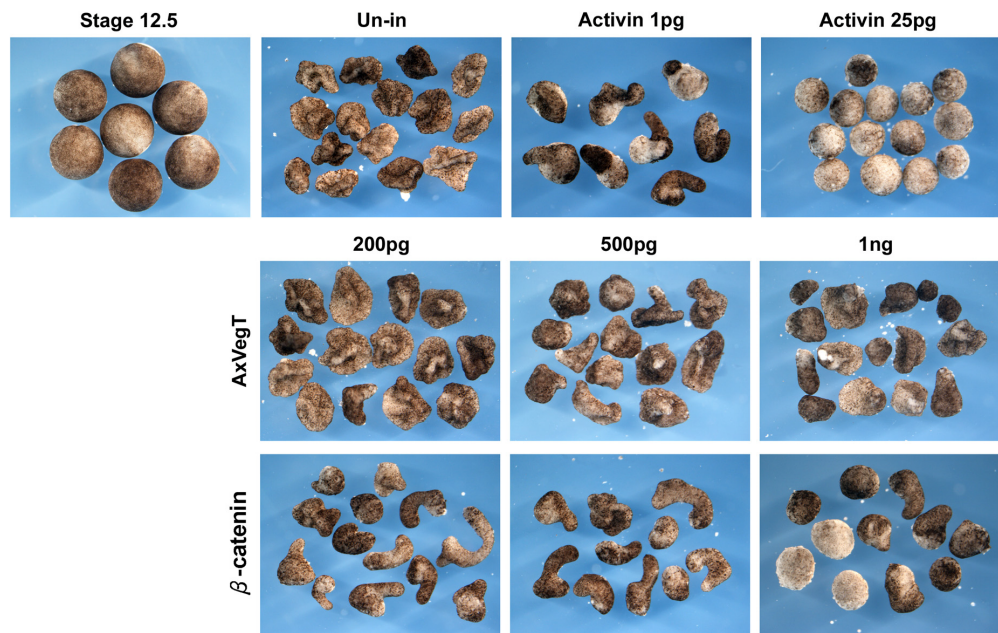 Stage 12.5
Un-in
Activin 1pg
Activin 25pg
200pg
500pg
1ng
AxVegT
β-catenin